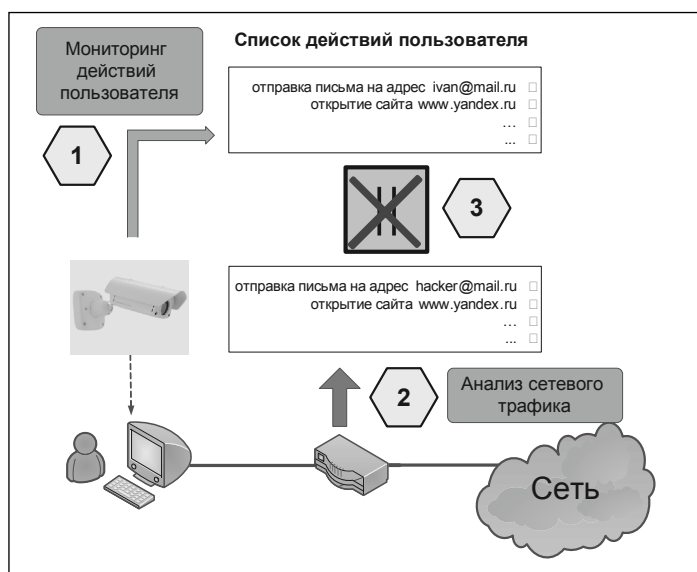 Мониторинг
действий
пользователя
Список действий пользователя
отправка письма на адрес ivan@mail.ru
открытие сайта www.yandex.ru
...
...
1
3
отправка письма на адрес hacker@mail.ru
открытие сайта www.yandex.ru
...
...
2
Анализ сетевого
трафика
Сеть